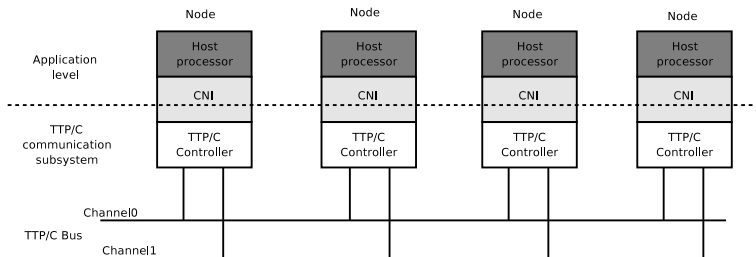 Node
Node
Node
Node
Host
processor
Host
processor
Host
processor
Host
processor
Application
level
CNI
CNI
CNI
CNI
TTP/C
communication
subsystem
TTP/C
Controller
TTP/C
Controller
TTP/C
Controller
TTP/C
Controller
Channel0
TTP/C Bus
Channel1